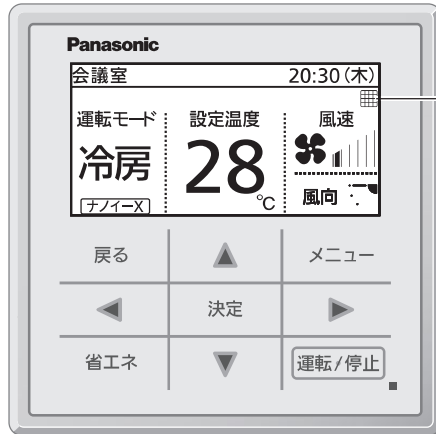 Panasonic
会議室 20:30(木)
運転モード 設定温度 風速
冷房 28℃
ナノイーX 風向
戻る メニュー
決定
省エネ 運転/停止